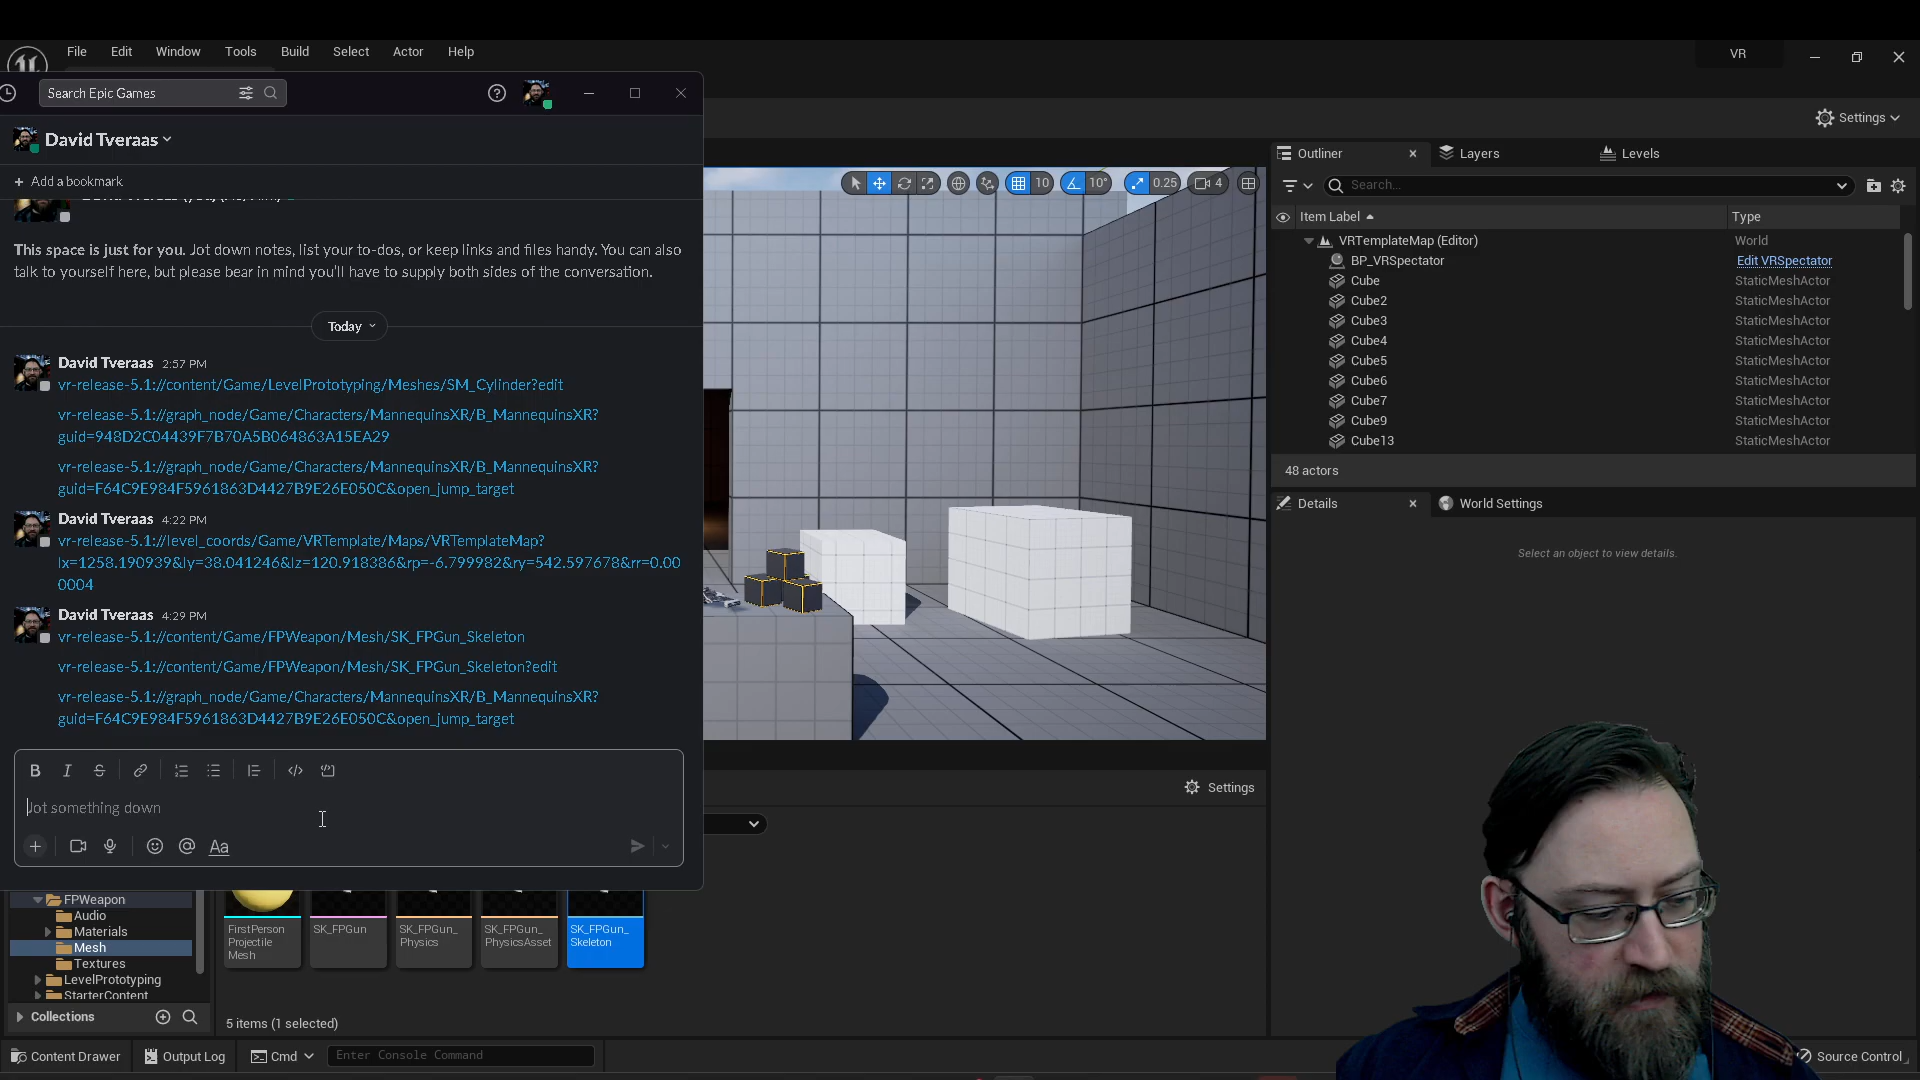 File Edit Window Tools Build Select Actor Help
VR
Search Epic Games
Settings
David Tveraas
+ Add a bookmark
This space is just for you. Jot down notes, list your to-dos, or keep links and files handy. You can also
talk to yourself here, but please bear in mind you'll have to supply both sides of the conversation.
Today
David Tveraas 2:57 PM
vr-release-5.1://content/Game/LevelPrototyping/Meshes/SM_Cylinder?edit
vr-release-5.1://graph_node/Game/Characters/MannequinsXR/B_MannequinsXR?
guid=948D2C04439F7B70A5B064863A15EA29
vr-release-5.1://graph_node/Game/Characters/MannequinsXR/B_MannequinsXR?
guid=F64C9E984F5961863D4427B9E26E050C&open_jump_target
David Tveraas 4:22 PM
vr-release-5.1://level_coords/Game/VRTemplate/Maps/VRTemplateMap?
lx=1258.190939&ly=38.041246&lz=120.918386&rp=-6.799982&ry=542.597678&rr=0.00
0004
David Tveraas 4:29 PM
vr-release-5.1://content/Game/FPWeapon/Mesh/SK_FPGun_Skeleton
vr-release-5.1://content/Game/FPWeapon/Mesh/SK_FPGun_Skeleton?edit
vr-release-5.1://graph_node/Game/Characters/MannequinsXR/B_MannequinsXR?
guid=F64C9E984F5961863D4427B9E26E050C&open_jump_target
Jot something down
Aa
10 10° 0.25 4
Outliner Layers Levels
Search...
Item Label Type
VRTemplateMap (Editor) World
BP_VRSpectator Edit VRSpectator
Cube StaticMeshActor
Cube2 StaticMeshActor
Cube3 StaticMeshActor
Cube4 StaticMeshActor
Cube5 StaticMeshActor
Cube6 StaticMeshActor
Cube7 StaticMeshActor
Cube9 StaticMeshActor
Cube13 StaticMeshActor
48 actors
Details World Settings
Select an object to view details.
Settings
FPWeapon
Audio
Materials
Mesh
Textures
LevelPrototyping
StarterContent
Collections
FirstPerson
Projectile
Mesh
SK_FPGun
SK_FPGun_
Physics
SK_FPGun_
PhysicsAsset
SK_FPGun_
Skeleton
5 items (1 selected)
Content Drawer Output Log Cmd Enter Console Command Source Control